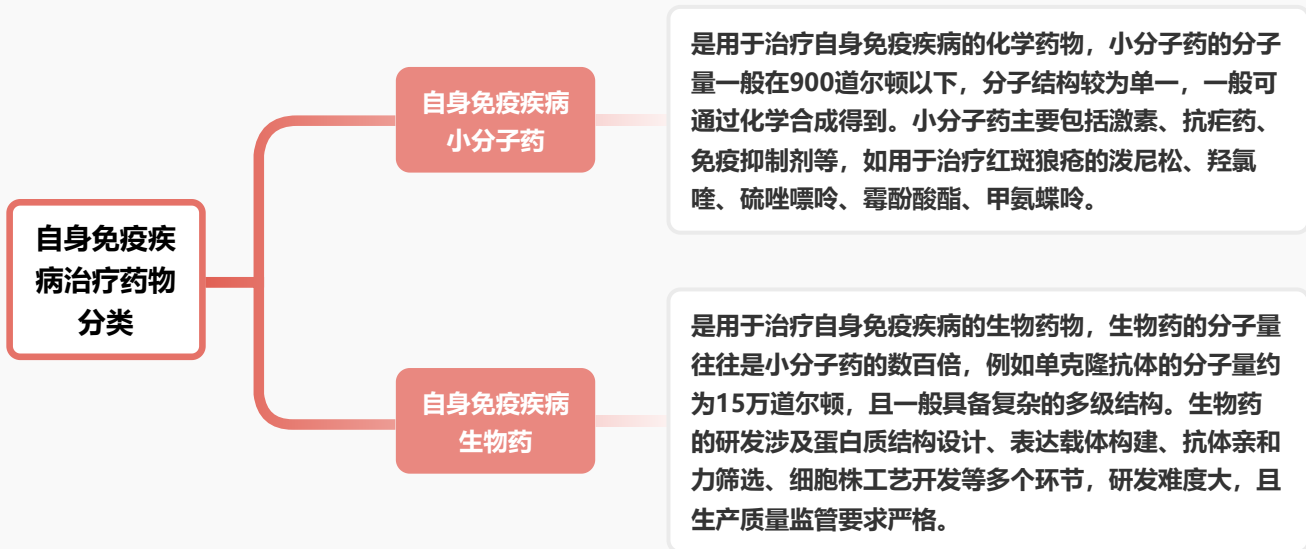 自身免疫疾
病治疗药物
分类
自身免疫疾病
小分子药
是用于治疗自身免疫疾病的化学药物，小分子药的分子
量一般在900道尔顿以下，分子结构较为单一，一般可
通过化学合成得到。小分子药主要包括激素、抗疟药、
免疫抑制剂等，如用于治疗红斑狼疮的泼尼松、羟氯
喹、硫唑嘌呤、霉酚酸酯、甲氨蝶呤。
自身免疫疾病
生物药
是用于治疗自身免疫疾病的生物药物，生物药的分子量
往往是小分子药的数百倍，例如单克隆抗体的分子量约
为15万道尔顿，且一般具备复杂的多级结构。生物药
的研发涉及蛋白质结构设计、表达载体构建、抗体亲和
力筛选、细胞株工艺开发等多个环节，研发难度大，且
生产质量监管要求严格。